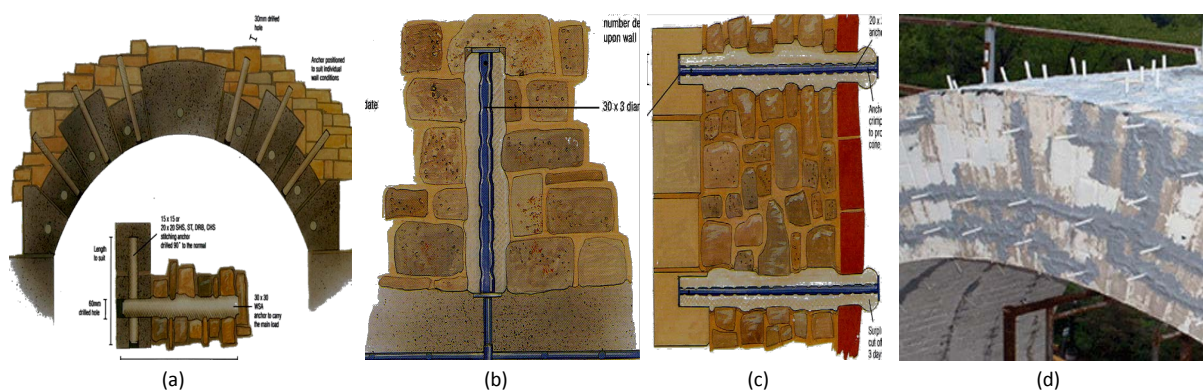 30mm drilled
hole
Anchor positioned
to suit individual
wall conditions
15 x 15 or
20 x 20 SHS, ST, DRB, CHS
stitching anchor
drilled 90° to the normal
Length
to suit
60mm
drilled hole
30 x 30
WSA
anchor to carry
the main load
(a)
date
30 x 3 diar
(b)
number de
upon wall
20 x
anche
Ancho
crimp
to pro
cone
Surpl
cut of
3 day
(c)
(d)